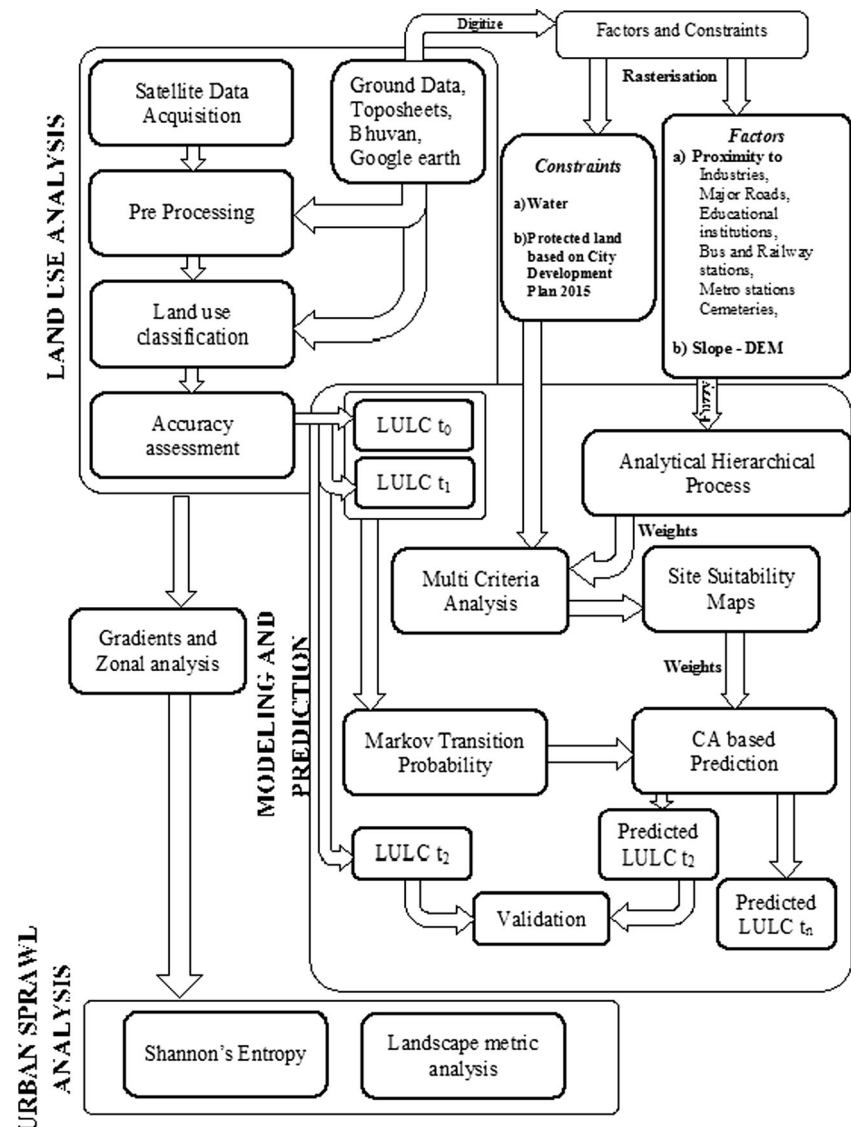 Digitize
Factors and Constraints
Rasterisation
LAND USE ANALYSIS
Satellite Data
Acquisition
Ground Data,
Toposheets,
Bhuvan,
Google earth
Pre Processing
Land use
classification
Accuracy
assessment
Constraints
a)Water
b)Protected land
based on City
Development
Plan 2015
Factors
a) Proximity to
Industries,
Major Roads,
Educational
institutions,
Bus and Railway
stations,
Metro stations
Cemeteries,
b) Slope - DEM
Fuzzy
MODELING AND
PREDICTION
LULC t0
LULC t1
Analytical Hierarchical
Process
Weights
Multi Criteria
Analysis
Site Suitability
Maps
Weights
Gradients and
Zonal analysis
Markov Transition
Probability
CA based
Prediction
LULC t2
Predicted
LULC t2
Validation
Predicted
LULC tn
URBAN SPRAWL
ANALYSIS
Shannon's Entropy
Landscape metric
analysis